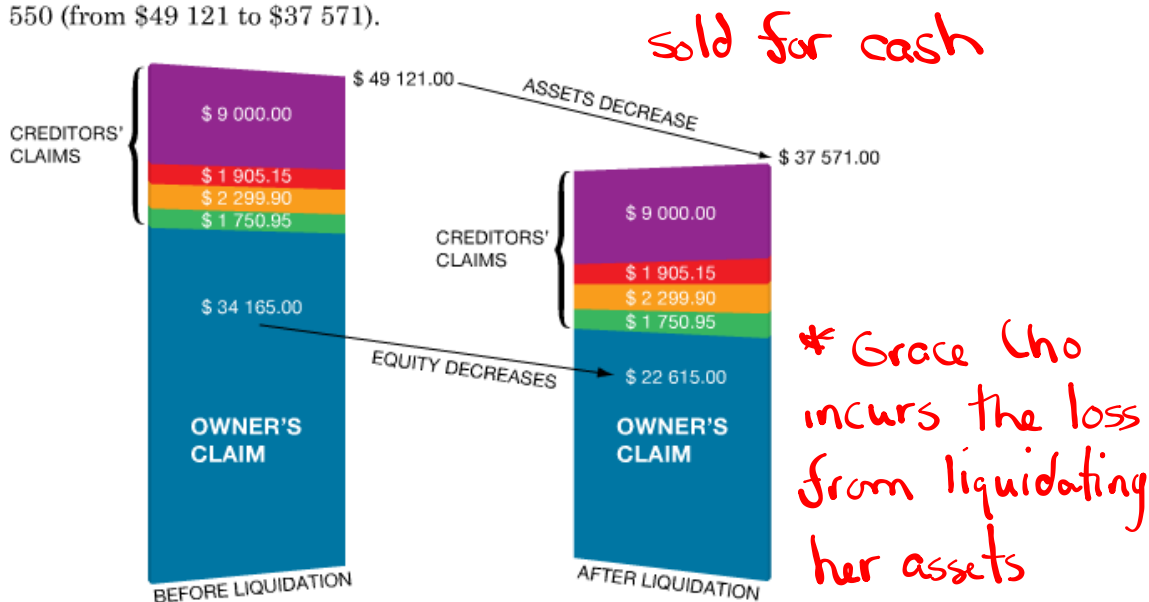 550 (from $49 121 to $37 571).
sold for cash
$ 49 121.00
ASSETS DECREASE
$ 37 571.00
CREDITORS'
CLAIMS
$ 9 000.00
$ 1 905.15
$ 2 299.90
$ 1 750.95
$ 34 165.00
OWNER'S
CLAIM
BEFORE LIQUIDATION
EQUITY DECREASES
CREDITORS'
CLAIMS
$ 9 000.00
$ 1 905.15
$ 2 299.90
$ 1 750.95
$ 22 615.00
OWNER'S
CLAIM
AFTER LIQUIDATION
* Grace Cho
incurs the loss
from liquidating
her assets